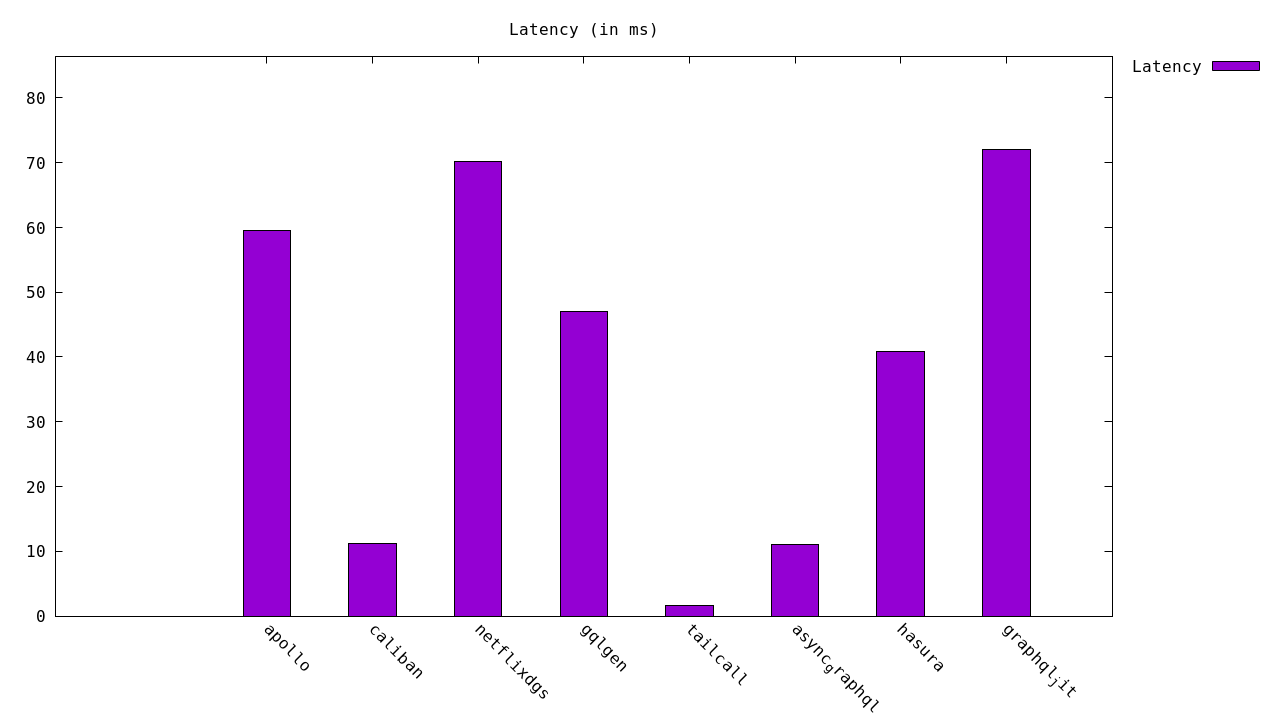 Latency (in ms)
Latency
80
70
60
50
40
30
20
10
0
apollo
caliban
netflixdgs
gqlgen
tailcall
async_graphql
hasura
graphql_jit